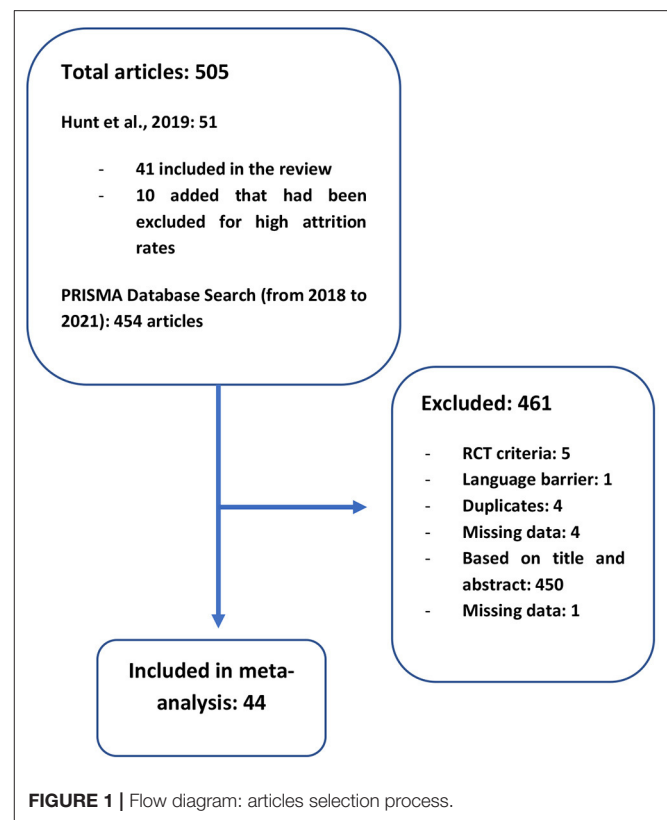 Total articles: 505
Hunt et al., 2019: 51
- 41 included in the review
- 10 added that had been
excluded for high attrition
rates
PRISMA Database Search (from 2018 to
2021): 454 articles
Excluded: 461
- RCT criteria: 5
- Language barrier: 1
- Duplicates: 4
- Missing data: 4
- Based on title and
abstract: 450
- Missing data: 1
Included in meta-
analysis: 44
FIGURE 1 | Flow diagram: articles selection process.